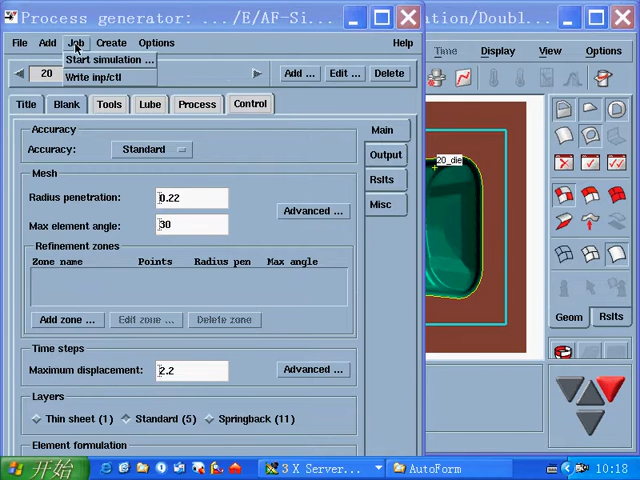 Process generator: .../E/AF-Si...
ation/Doubl...
File Add Job Create Options Help
Time Display View Options
Start simulation ...
Write inp/ctl
20
Add ... Edit ... Delete
Title Blank Tools Lube Process Control
Accuracy
Accuracy: Standard
Main
Output
Rslts
Misc
Mesh
Radius penetration: 0.22
Max element angle: 30
Advanced ...
Refinement zones
Zone name Points Radius pen Max angle
Add zone ... Edit zone ... Delete zone
Time steps
Maximum displacement: 2.2
Advanced ...
Layers
Thin sheet (1) Standard (5) Springback (11)
Element formulation
20_die
Geom Rslts
开始
3 X Server...
AutoForm
10:18